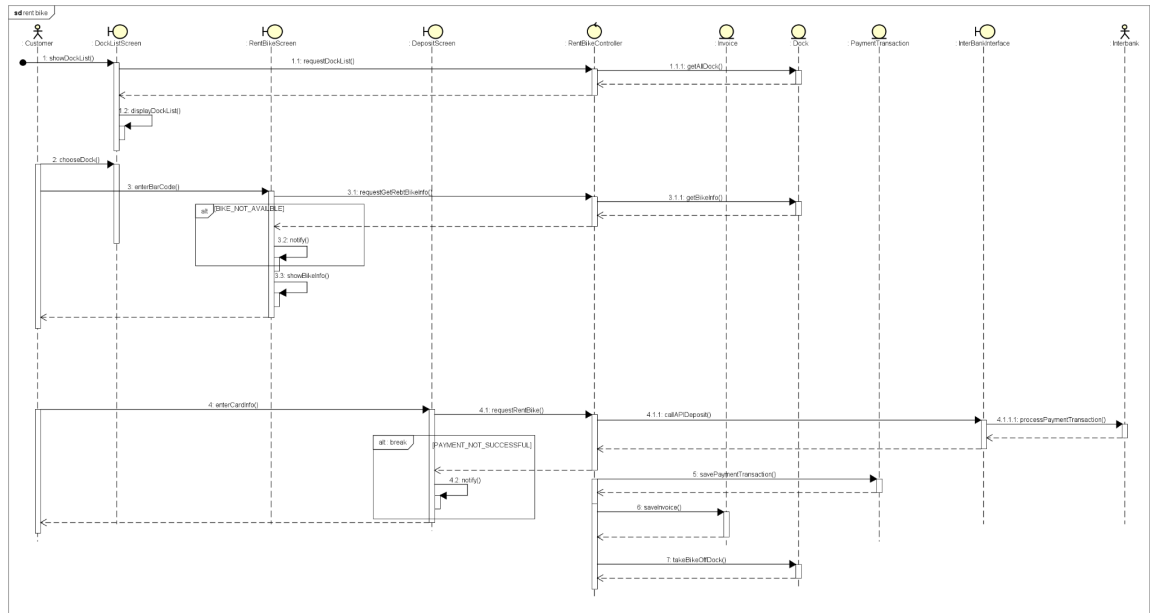 sd rent bike
Customer
DockListScreen
RentBikeScreen
DepositScreen
RentBikeController
Invoice
Dock
: PaymentTransaction
InterBankInterface
Interbank
1: showDockList()
1.1: requestDockList()
1.1.1: getAllDock()
1.2: displayDockList()
2: chooseDock()
3: enterBarCode()
3.1: requestGetRebtBikeInfo()
3.1.1: getBikeInfo()
alt
[BIKE_NOT_AVAILBLE]
3.2: notify()
3.3: showBikeInfo()
4: enterCardInfo()
4.1: requestRentBike()
4.1.1: callAPIDeposit()
4.1.1.1: processPaymentTransaction()
alt : break
[PAYMENT_NOT_SUCCESSFUL]
4.2: notify()
5: savePaymentTransaction()
6: saveInvoice()
7: takeBikeOffDock()